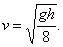 v = √(gh/8).